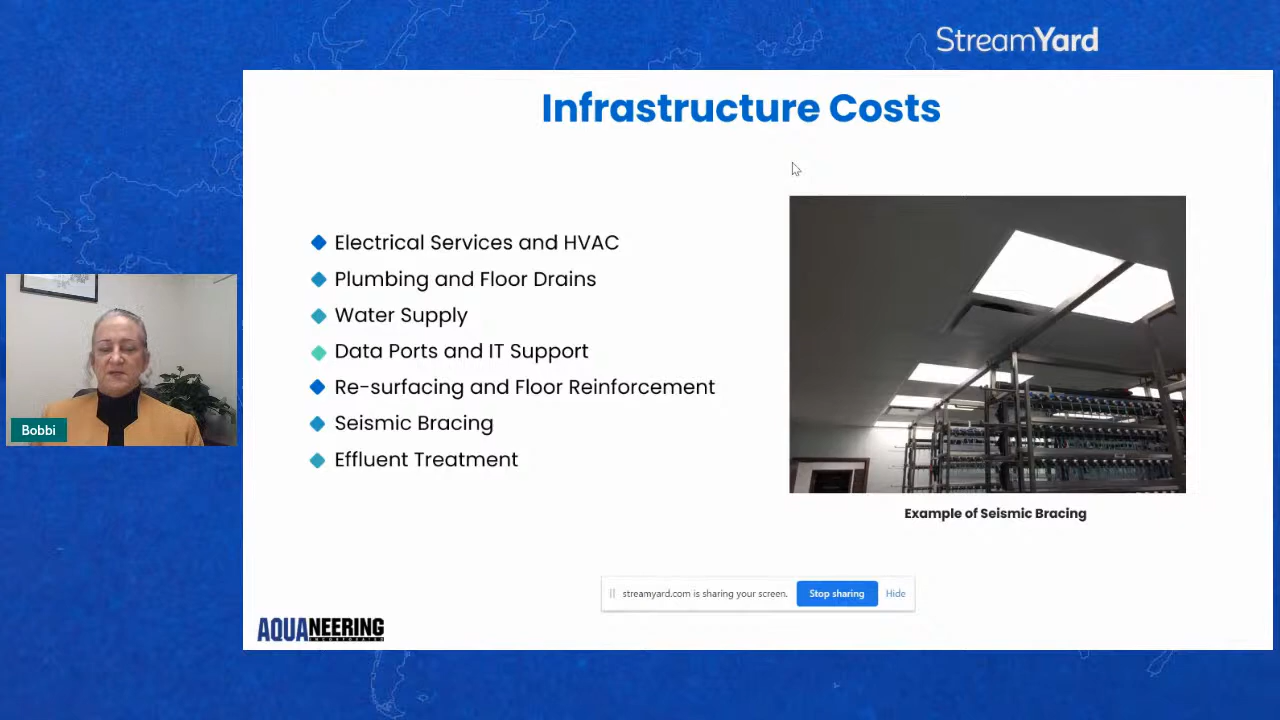 StreamYard
Infrastructure Costs
Electrical Services and HVAC
Plumbing and Floor Drains
Water Supply
Data Ports and IT Support
Re-surfacing and Floor Reinforcement
Seismic Bracing
Effluent Treatment
Example of Seismic Bracing
Bobbi
streamyard.com is sharing your screen.
Stop sharing
Hide
AQUANEERING
INCORPORATED